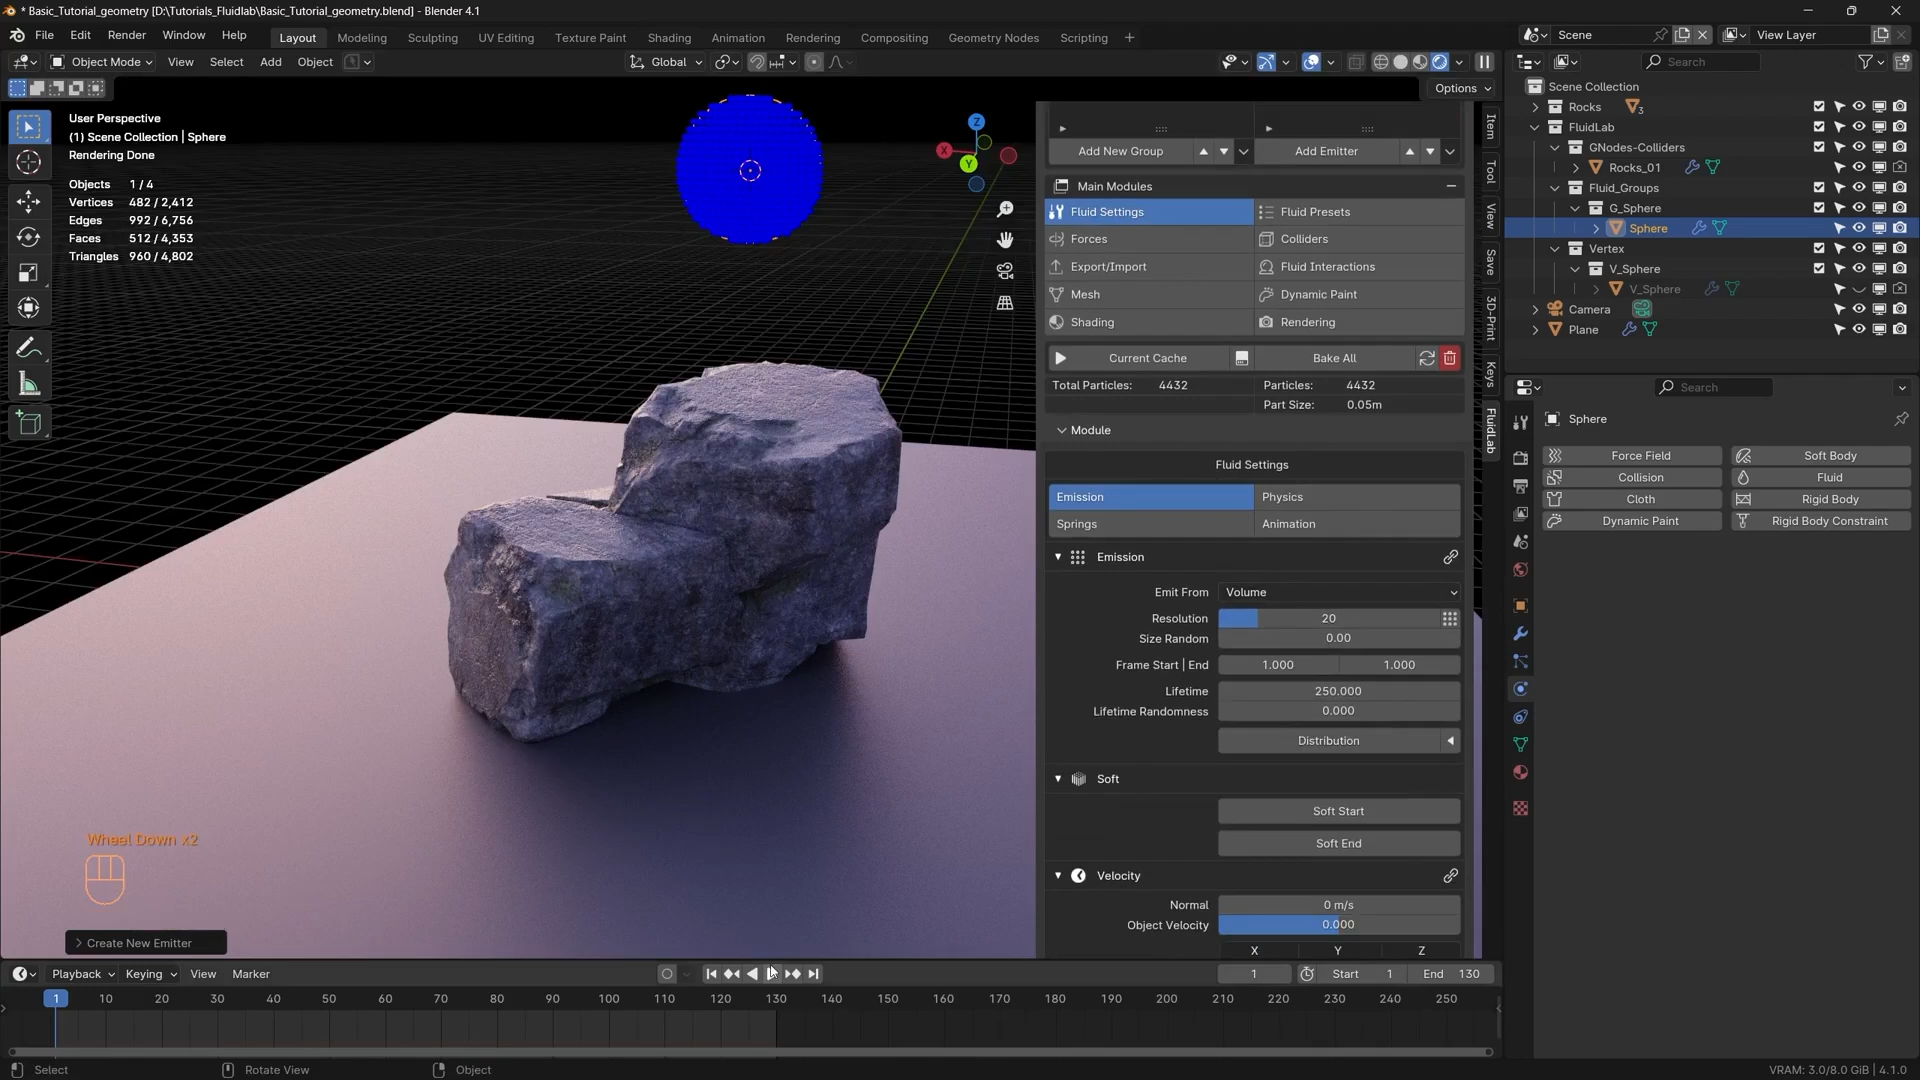 * Basic_Tutorial_geometry [D:\Tutorials_Fluidlab\Basic_Tutorial_geometry.blend] - Blender 4.1
File Edit Render Window Help
Layout Modeling Sculpting UV Editing Texture Paint Shading Animation Rendering Compositing Geometry Nodes Scripting +
Scene
View Layer
Object Mode View Select Add Object
Global
Options
User Perspective
(1) Scene Collection | Sphere
Rendering Done
Objects 1 / 4
Vertices 482 / 2,412
Edges 992 / 6,756
Faces 512 / 4,353
Triangles 960 / 4,802
Z
X
Y
Add New Group
Add Emitter
Main Modules
Fluid Settings
Fluid Presets
Forces
Colliders
Export/Import
Fluid Interactions
Mesh
Dynamic Paint
Shading
Rendering
Current Cache
Bake All
Total Particles: 4432
Particles: 4432
Part Size: 0.05m
Module
Fluid Settings
Emission
Physics
Springs
Animation
Emission
Emit From Volume
Resolution 20
Size Random 0.00
Frame Start | End 1.000 1.000
Lifetime 250.000
Lifetime Randomness 0.000
Distribution
Soft
Soft Start
Soft End
Velocity
Normal 0 m/s
Object Velocity 0.000
X Y Z
Item
Tool
View
Save
3D-Print
Keys
FluidLab
Search
Scene Collection
Rocks 3
FluidLab
GNodes-Colliders
Rocks_01
Fluid_Groups
G_Sphere
Sphere
Vertex
V_Sphere
V_Sphere
Camera
Plane
Search
Sphere
Force Field
Soft Body
Collision
Fluid
Cloth
Rigid Body
Dynamic Paint
Rigid Body Constraint
Wheel Down x2
Create New Emitter
Playback Keying View Marker
1
Start 1
End 130
1 10 20 30 40 50 60 70 80 90 100 110 120 130 140 150 160 170 180 190 200 210 220 230 240 250
Select
Rotate View
Object
VRAM: 3.0/8.0 GiB | 4.1.0